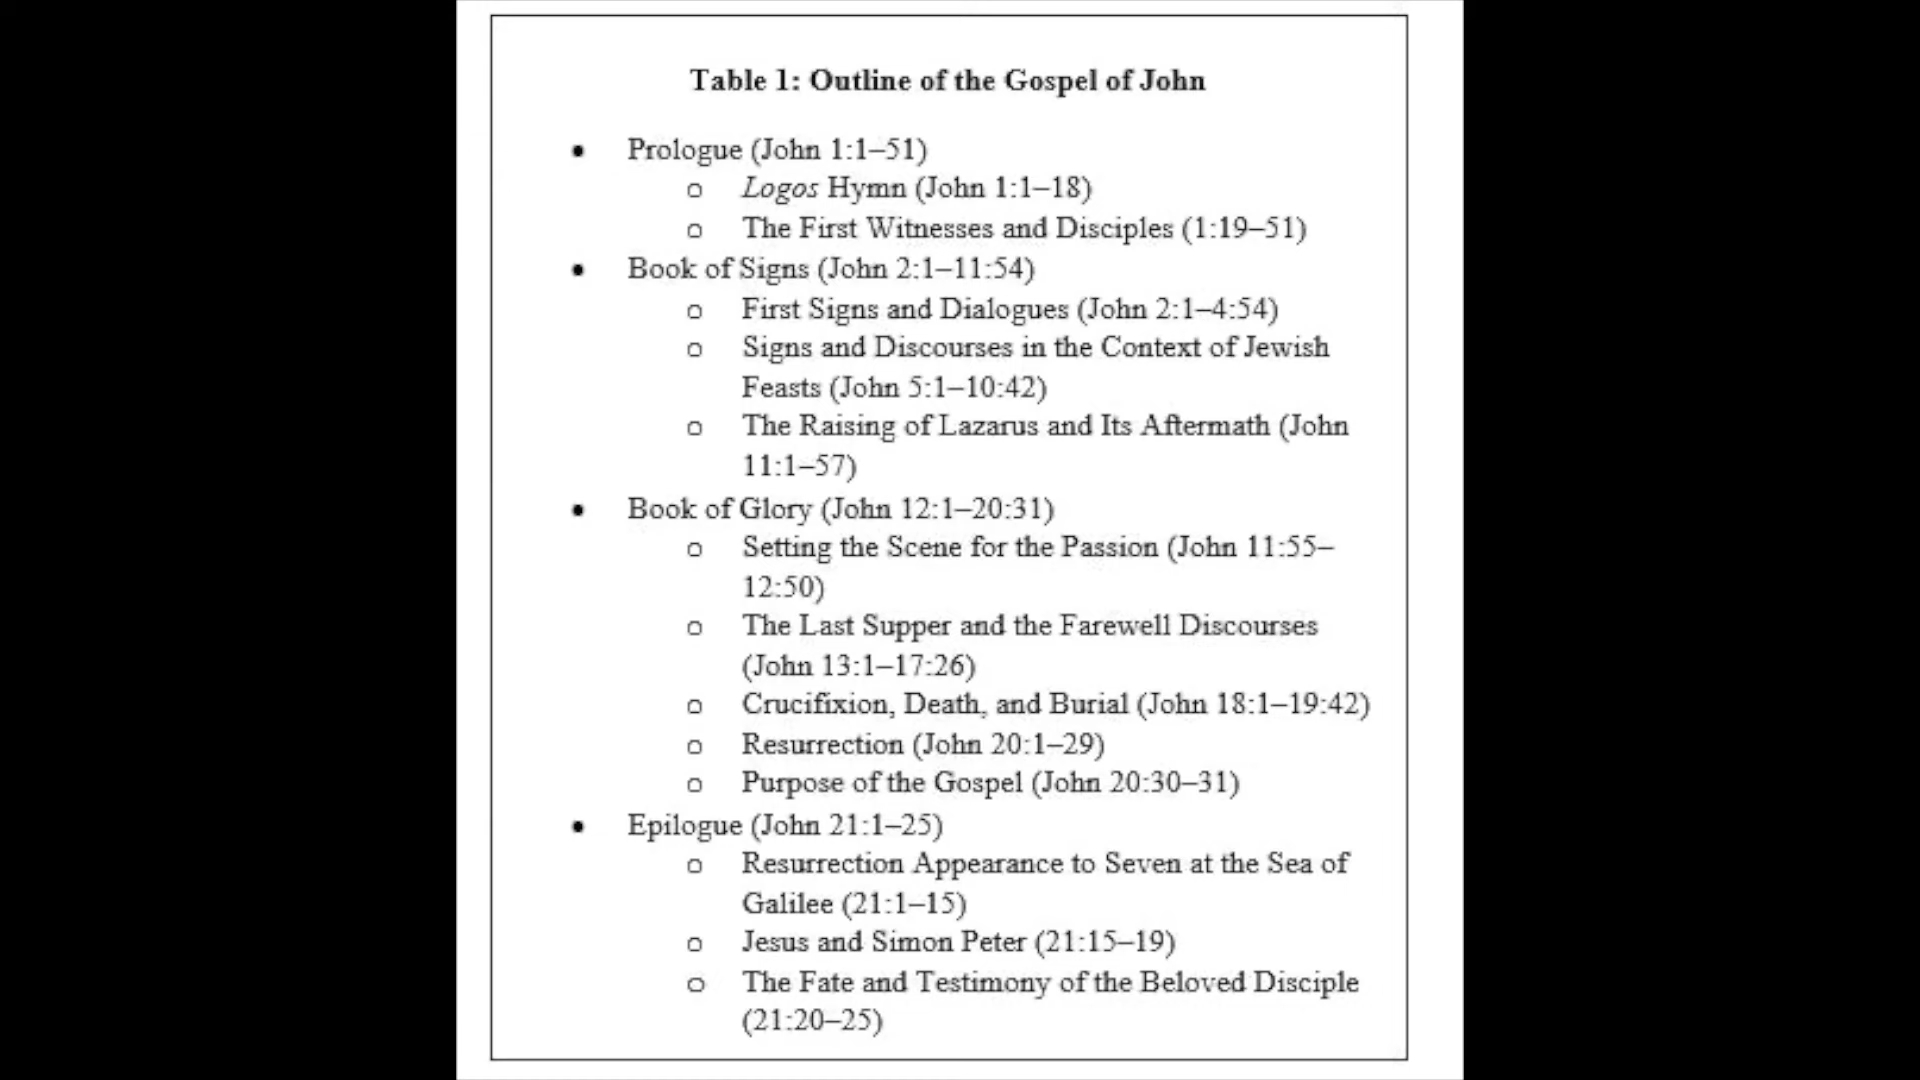 Table 1: Outline of the Gospel of John
• Prologue (John 1:1–51)
o Logos Hymn (John 1:1–18)
o The First Witnesses and Disciples (1:19–51)
• Book of Signs (John 2:1–11:54)
o First Signs and Dialogues (John 2:1–4:54)
o Signs and Discourses in the Context of Jewish
Feasts (John 5:1–10:42)
o The Raising of Lazarus and Its Aftermath (John
11:1–57)
• Book of Glory (John 12:1–20:31)
o Setting the Scene for the Passion (John 11:55–
12:50)
o The Last Supper and the Farewell Discourses
(John 13:1–17:26)
o Crucifixion, Death, and Burial (John 18:1–19:42)
o Resurrection (John 20:1–29)
o Purpose of the Gospel (John 20:30–31)
• Epilogue (John 21:1–25)
o Resurrection Appearance to Seven at the Sea of
Galilee (21:1–15)
o Jesus and Simon Peter (21:15–19)
o The Fate and Testimony of the Beloved Disciple
(21:20–25)